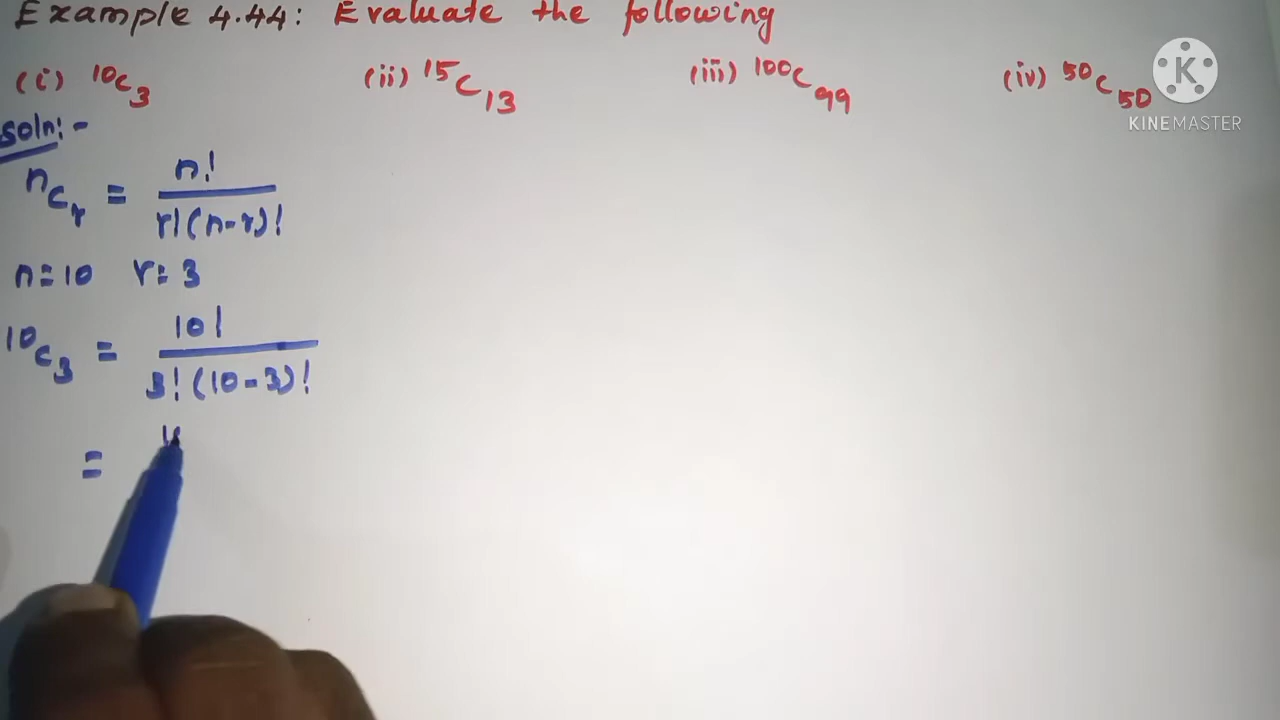 Example 4.44: Evaluate the following
(i) ¹⁰C₃ (ii) ¹⁵C₁₃ (iii) ¹⁰⁰C₉₉ (iv) ⁵⁰C₅₀
K
KINEMASTER
soln:-
nCr = n! / r!(n-r)!
n=10 r=3
¹⁰C₃ = 10! / 3!(10-3)!
=